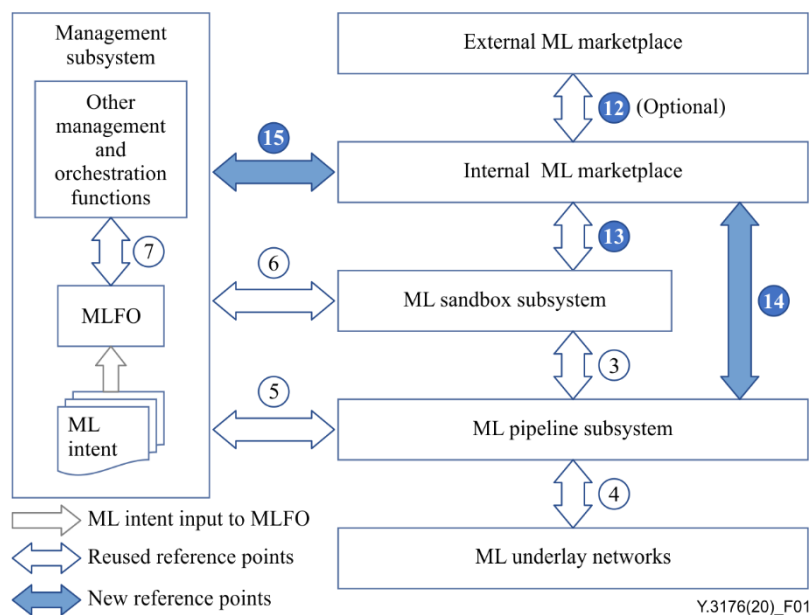 Management
subsystem
Other
management
and
orchestration
functions
7
MLFO
ML
intent
External ML marketplace
12 (Optional)
15
Internal ML marketplace
13
6
ML sandbox subsystem
14
3
5
ML pipeline subsystem
4
ML underlay networks
ML intent input to MLFO
Reused reference points
New reference points
Y.3176(20)_F01